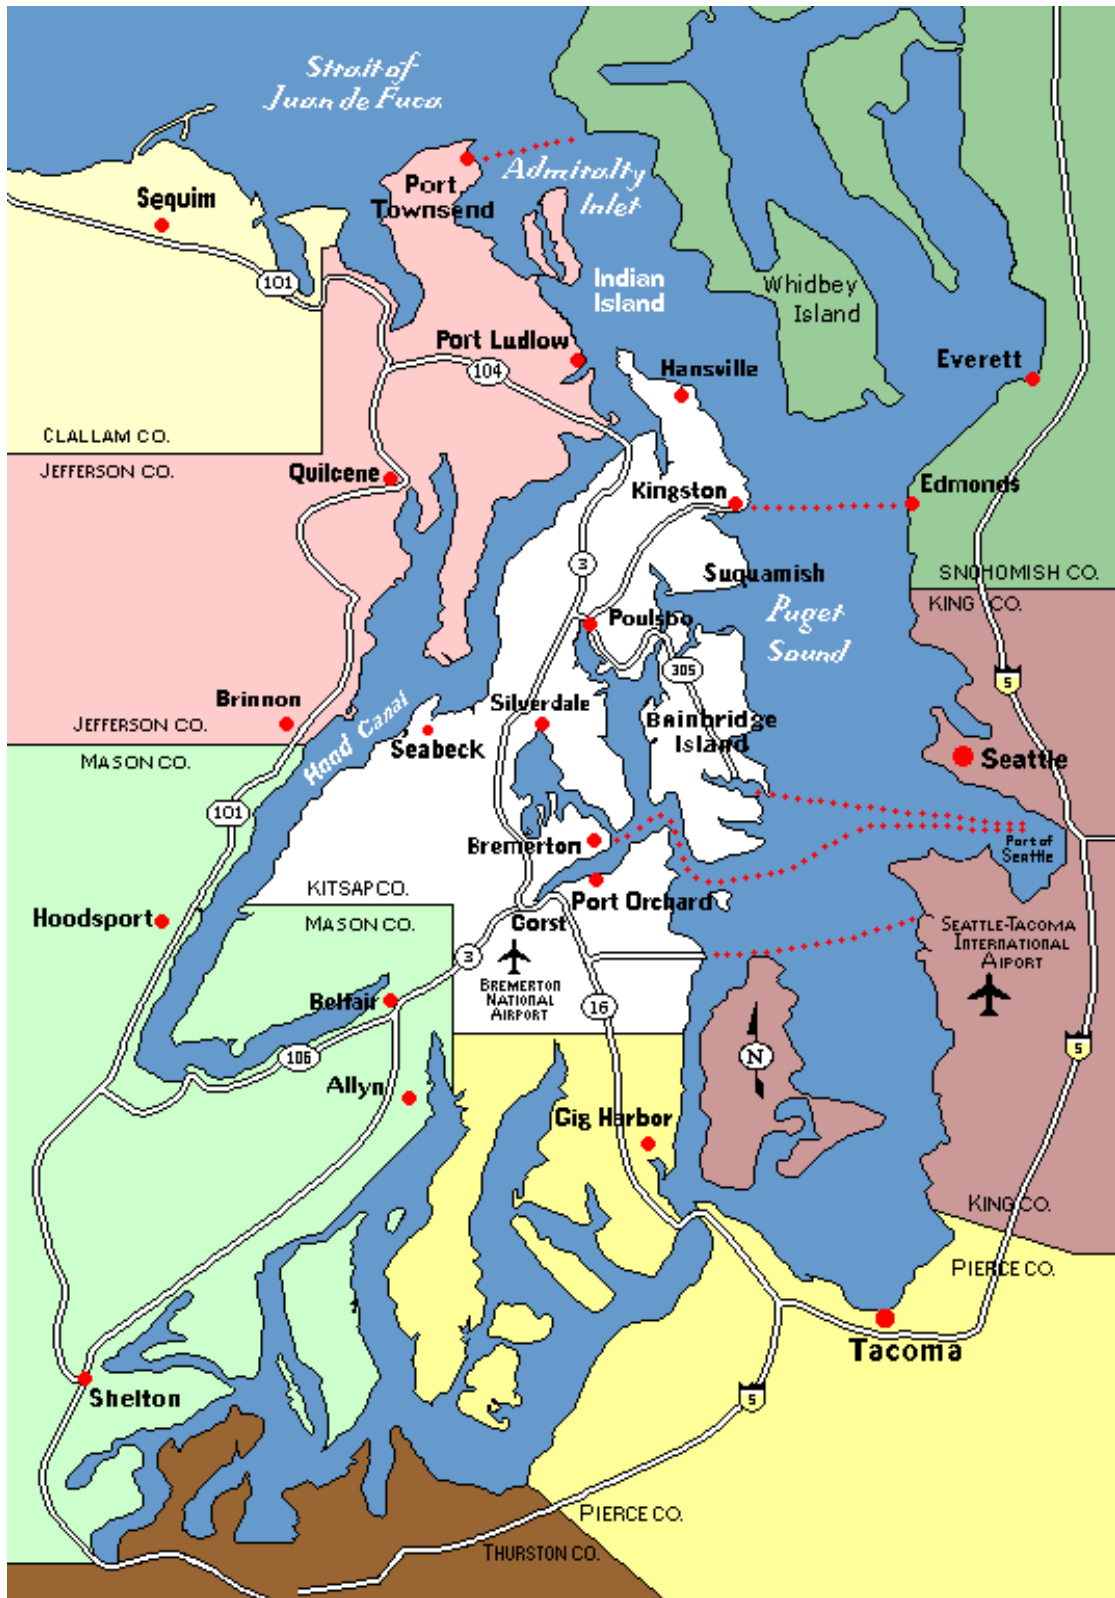 Strait of
Juan de Fuca
Admiralty
Inlet
Port
Townsend
Sequim
101
Indian
Island
Whidbey
Island
Port Ludlow
104
Hansville
Everett
CLALLAM CO.
JEFFERSON CO.
Quilcene
Kingston
Edmonds
3
Suquamish
SNOHOMISH CO.
KING CO.
Puget
Sound
Poulsbo
305
5
Brinnon
JEFFERSON CO.
MASON CO.
Hood Canal
Silverdale
Seabeck
Bainbridge
Island
Seattle
101
Bremerton
Port of
Seattle
KITSAP CO.
MASON CO.
Port Orchard
Hoodsport
Gorst
SEATTLE-TACOMA
INTERNATIONAL
AIPORT
3
BREMERTON
NATIONAL
AIRPORT
Belfair
16
106
N
5
Allyn
Gig Harbor
KING CO.
PIERCE CO.
Tacoma
Shelton
5
PIERCE CO.
THURSTON CO.